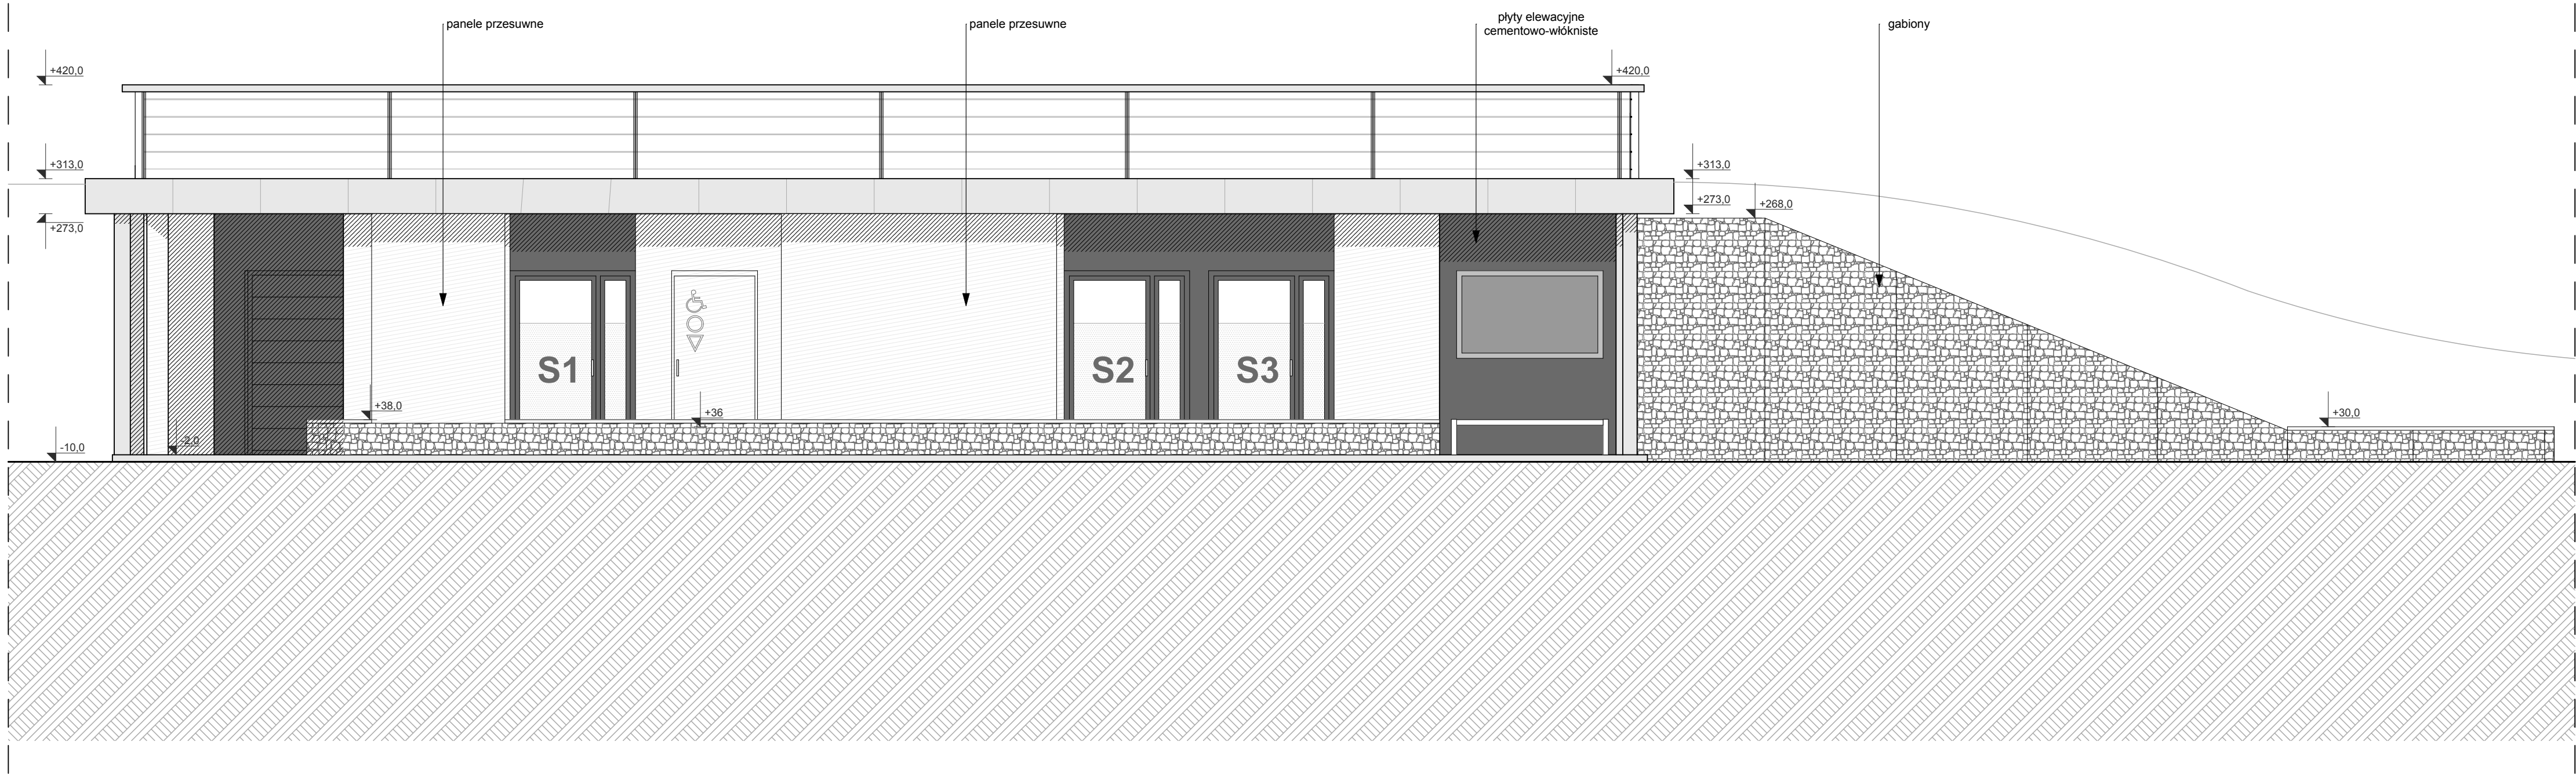 panele przesuwne
panele przesuwne
płyty elewacyjne
cementowo-włókniste
gabiony
+420,0
+420,0
+313,0
+313,0
+273,0
+273,0
+268,0
S1
S2
S3
+38,0
+36
+30,0
-10,0
-2,0